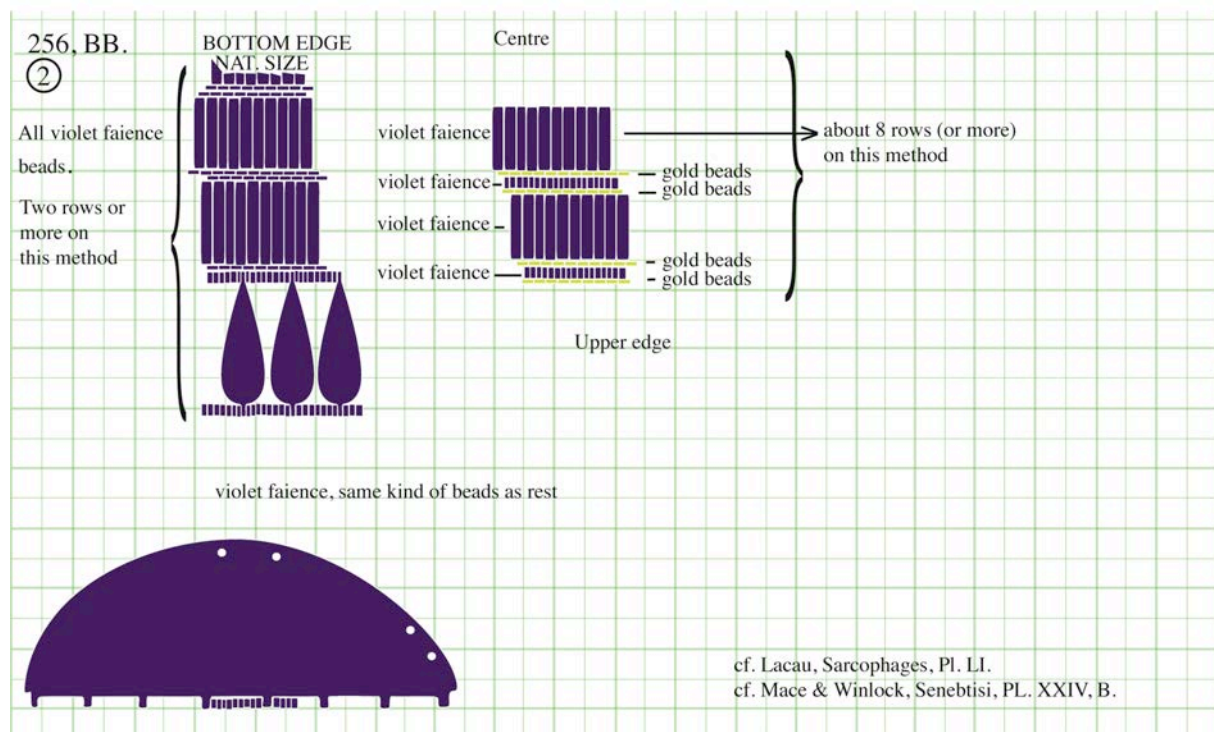 256, BB.
2
BOTTOM EDGE
NAT. SIZE
All violet faience
beads.
Two rows or
more on
this method
Centre
violet faience
violet faience
violet faience
violet faience
gold beads
gold beads
gold beads
gold beads
about 8 rows (or more)
on this method
Upper edge
violet faience, same kind of beads as rest
cf. Lacau, Sarcophages, Pl. LI.
cf. Mace & Winlock, Senebtisi, PL. XXIV, B.